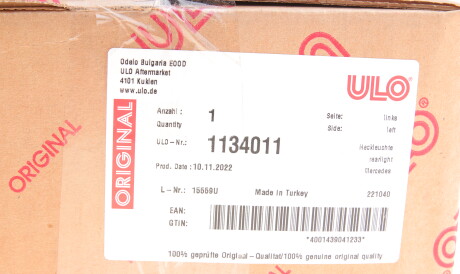 Odelo Bulgaria EOOD
ULO Aftermarket
4101 Kuklen
www.ulo.de
ULO
ORIGINAL
Anzahl :
Quantity
1
Seite: links
Side: left
ULO-Nr.: 1134011
Heckleuchte
rearlight
Mercedes
Prod. Date : 10.11.2022
L-Nr.: 15559U
Made in Turkey
221040
EAN:
GTIN:
*4001439041233*
100% geprüfte Original-Qualität/100% genuine original quality
ORIGINAL